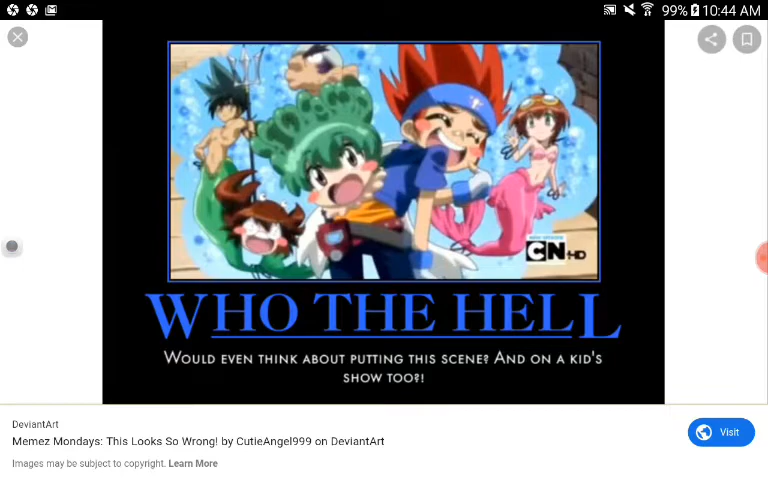 99% 10:44 AM
CN HD
WHO THE HELL
WOULD EVEN THINK ABOUT PUTTING THIS SCENE? AND ON A KID'S
SHOW TOO?!
DeviantArt
Memez Mondays: This Looks So Wrong! by CutieAngel999 on DeviantArt
Visit
Images may be subject to copyright. Learn More